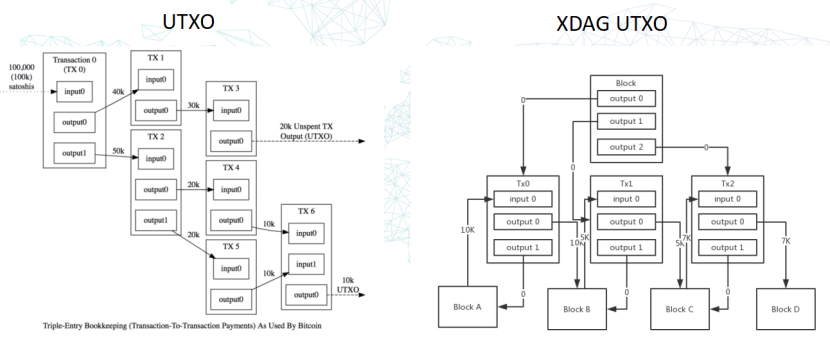 UTXO
XDAG UTXO
Transaction 0
(TX 0)
100,000
(100k)
satoshis
input0
output0
output1
40k
50k
TX 1
input0
output0
30k
TX 2
input0
output0
output1
20k
20k
TX 3
input0
output0
20k Unspent TX
Output (UTXO)
TX 4
input0
output0
10k
TX 5
input0
output0
10k
TX 6
input0
input1
output0
10k
UTXO
Triple-Entry Bookkeeping (Transaction-To-Transaction Payments) As Used By Bitcoin
Block
output 0
output 1
output 2
0
0
0
Tx0
input 0
output 0
output 1
Tx1
input 0
output 0
output 1
Tx2
input 0
output 0
output 1
10K
10K
5K
5K
7K
7K
0
0
0
Block A
Block B
Block C
Block D